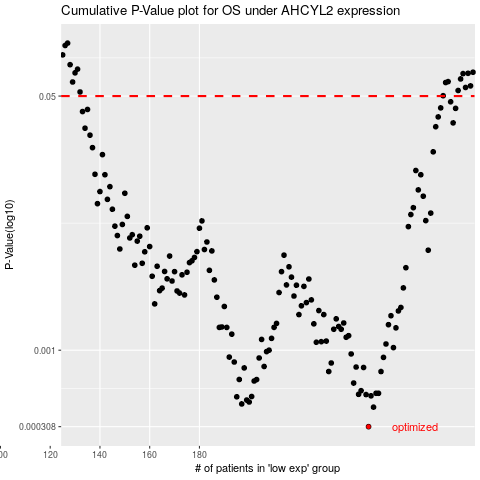 Cumulative P-Value plot for OS under AHCYL2 expression
P-Value(log10)
0.05
0.001
0.000308
optimized
00 120 140 160 180
# of patients in 'low exp' group